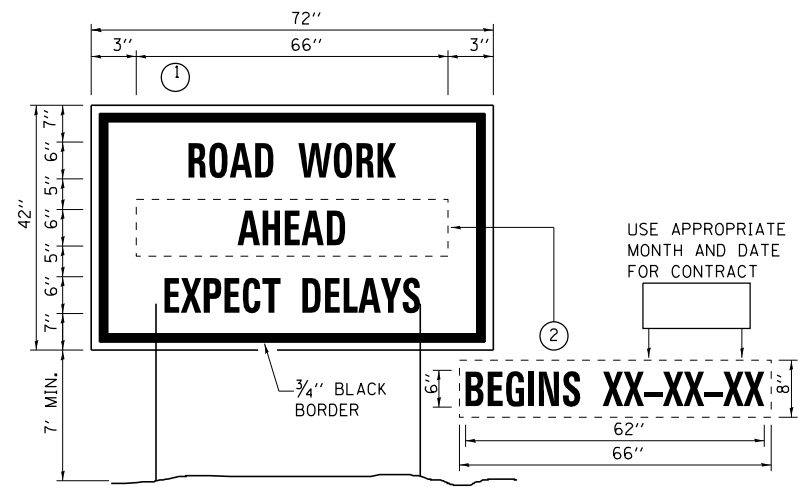 72''
3'' 66'' 3''
1
7''
6''
5''
6''
5''
6''
7''
42''
7' MIN.
ROAD WORK
AHEAD
EXPECT DELAYS
3/4'' BLACK
BORDER
2
USE APPROPRIATE
MONTH AND DATE
FOR CONTRACT
6''
BEGINS XX-XX-XX
8''
62''
66''